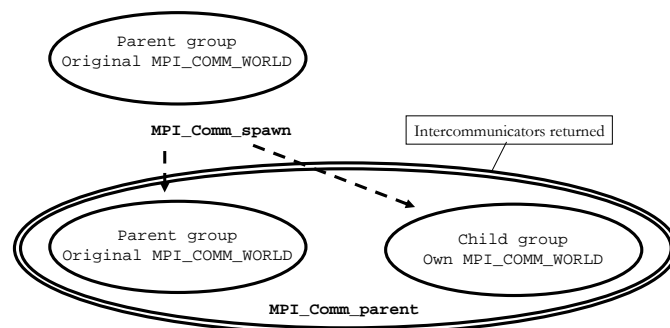 Parent group
Original MPI_COMM_WORLD
MPI_Comm_spawn
Intercommunicators returned
Parent group
Original MPI_COMM_WORLD
Child group
Own MPI_COMM_WORLD
MPI_Comm_parent